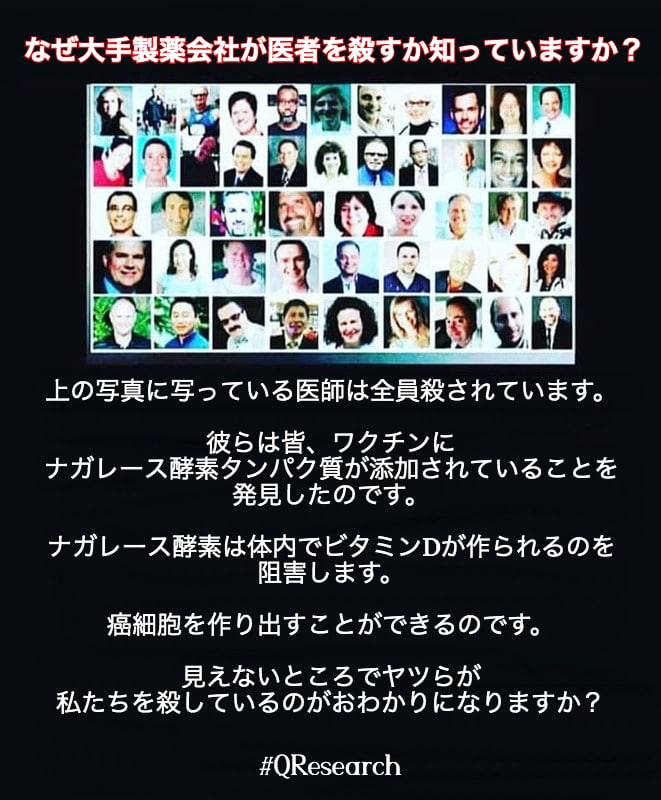 なぜ大手製薬会社が医者を殺すか知っていますか？
上の写真に写っている医師は全員殺されています。
彼らは皆、ワクチンに
ナガレース酵素タンパク質が添加されていることを
発見したのです。
ナガレース酵素は体内でビタミンDが作られるのを
阻害します。
癌細胞を作り出すことができるのです。
見えないところでヤツらが
私たちを殺しているのがおわかりになりますか？
#QResearch